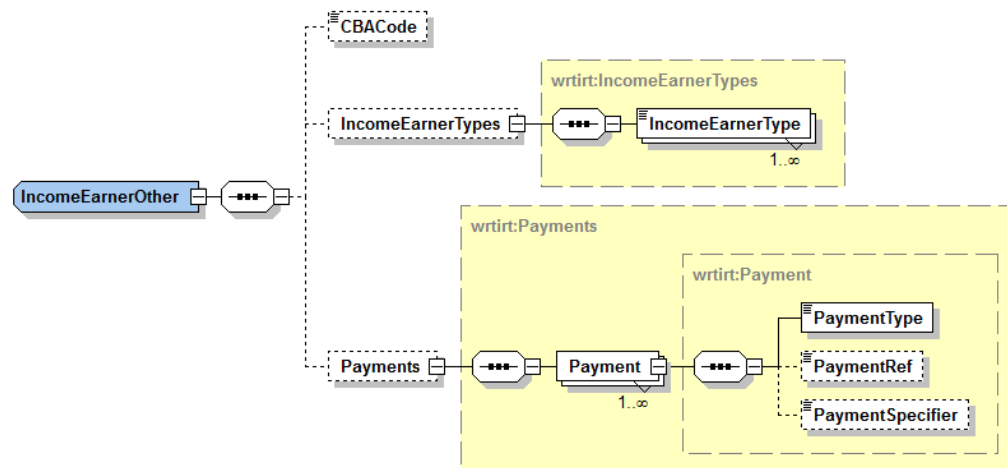 CBACode
wrtirt:IncomeEarnerTypes
IncomeEarnerTypes
IncomeEarnerType
1..∞
IncomeEarnerOther
wrtirt:Payments
wrtirt:Payment
PaymentType
Payments
Payment
1..∞
PaymentRef
PaymentSpecifier